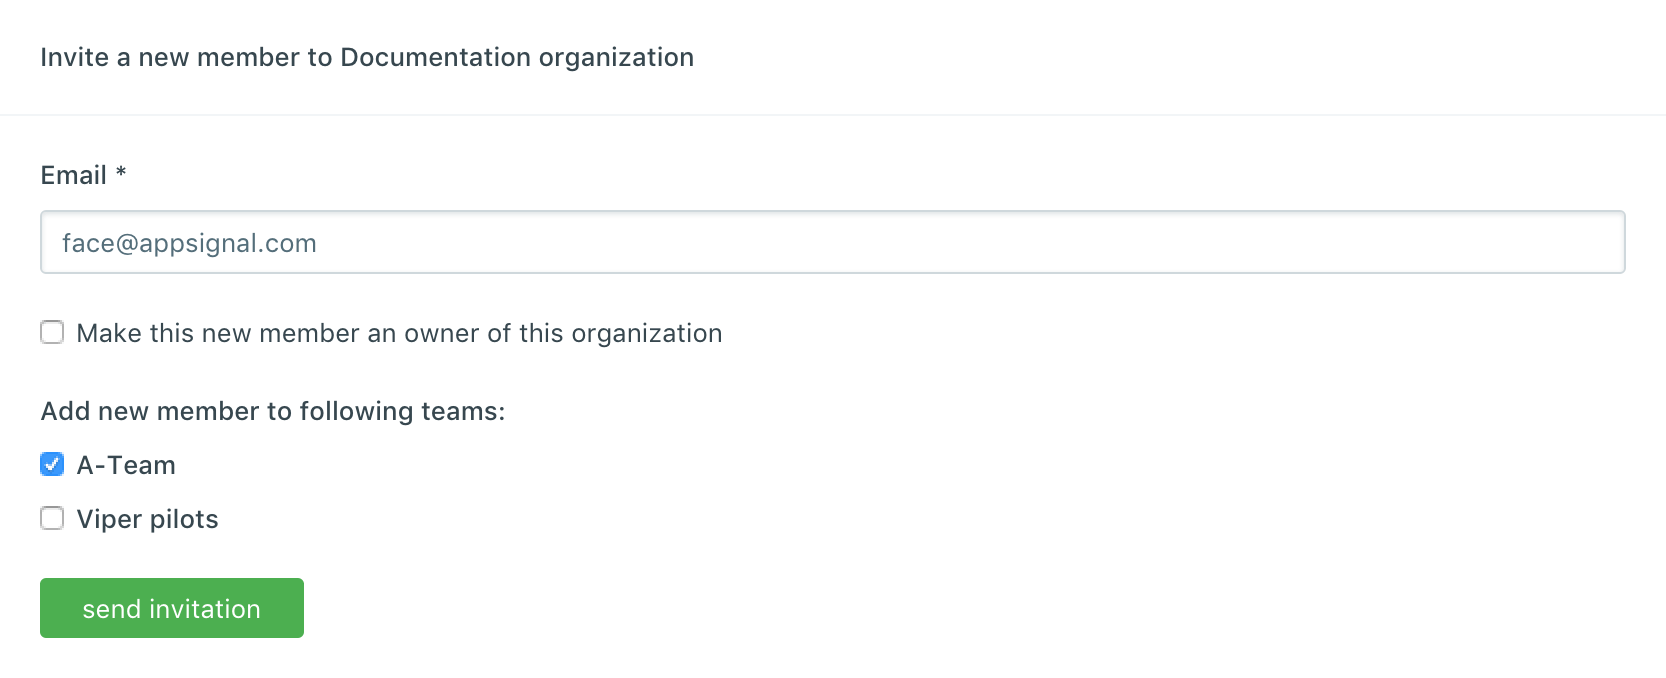 Invite a new member to Documentation organization
Email *
face@appsignal.com
Make this new member an owner of this organization
Add new member to following teams:
A-Team
Viper pilots
send invitation